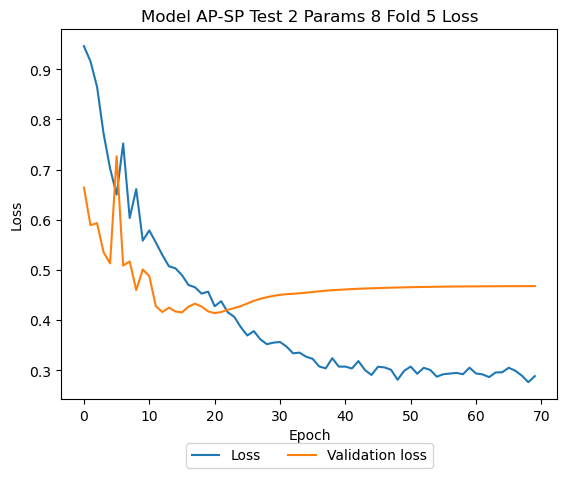 Model AP-SP Test 2 Params 8 Fold 5 Loss
Loss
0.9
0.8
0.7
0.6
0.5
0.4
0.3
0 10 20 30 40 50 60 70
Epoch
Loss Validation loss